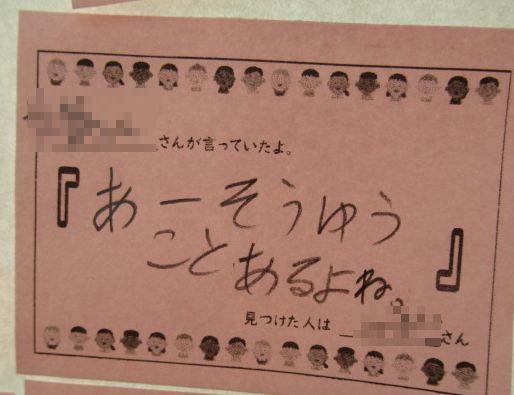 さんが言っていたよ。
『あーそうゆう
ことあるよね。』
見つけた人は
さん